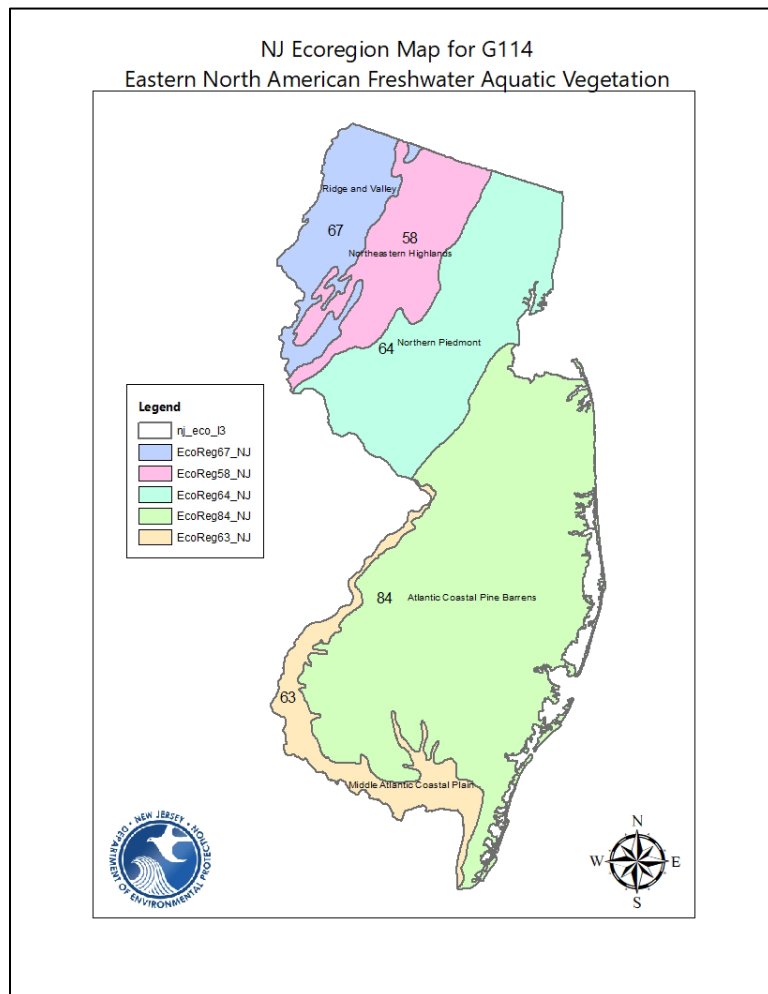 NJ Ecoregion Map for G114
Eastern North American Freshwater Aquatic Vegetation
Ridge and Valley
67
58
Northeastern Highlands
64
Northern Piedmont
Legend
nj_eco_l3
EcoReg67_NJ
EcoReg58_NJ
EcoReg64_NJ
EcoReg84_NJ
EcoReg63_NJ
84
Atlantic Coastal Pine Barrens
63
Middle Atlantic Coastal Plain
NEW JERSEY
DEPARTMENT OF ENVIRONMENTAL PROTECTION
N
W
E
S